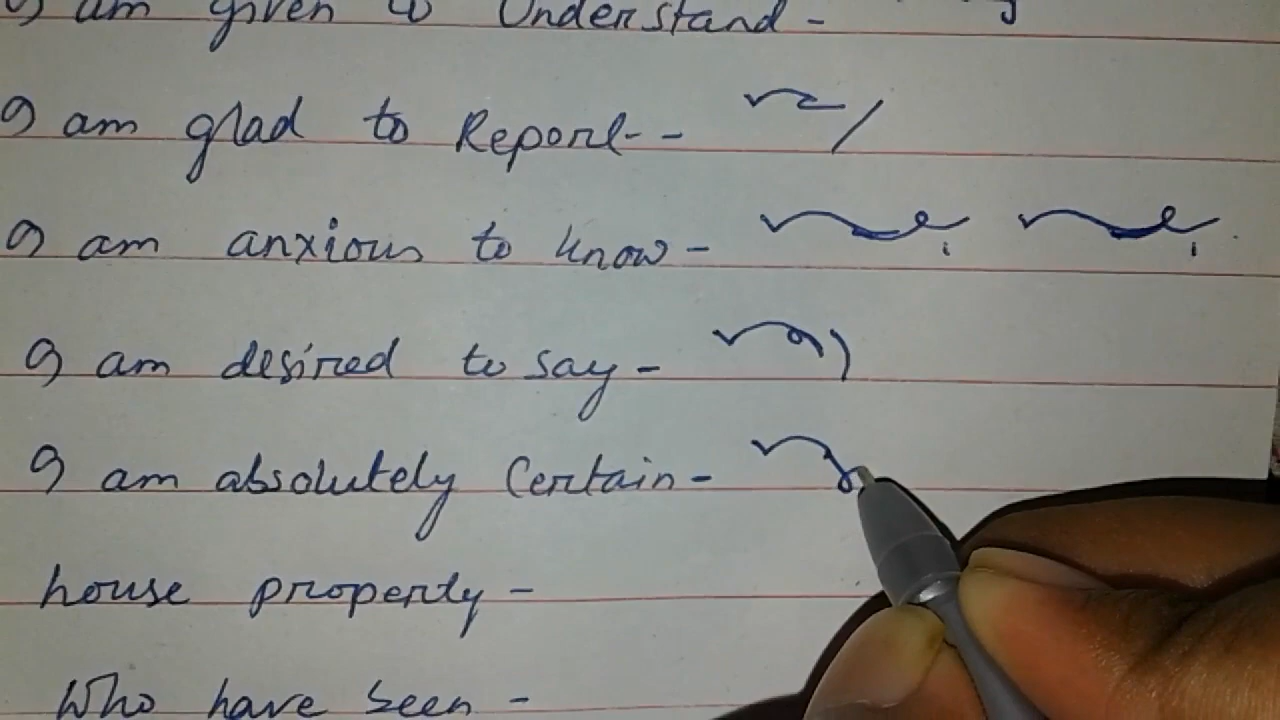 I am given to Understand -
I am glad to Report--
I am anxious to know -
I am desired to say -
I am absolutely Certain -
house property -
Who have seen -